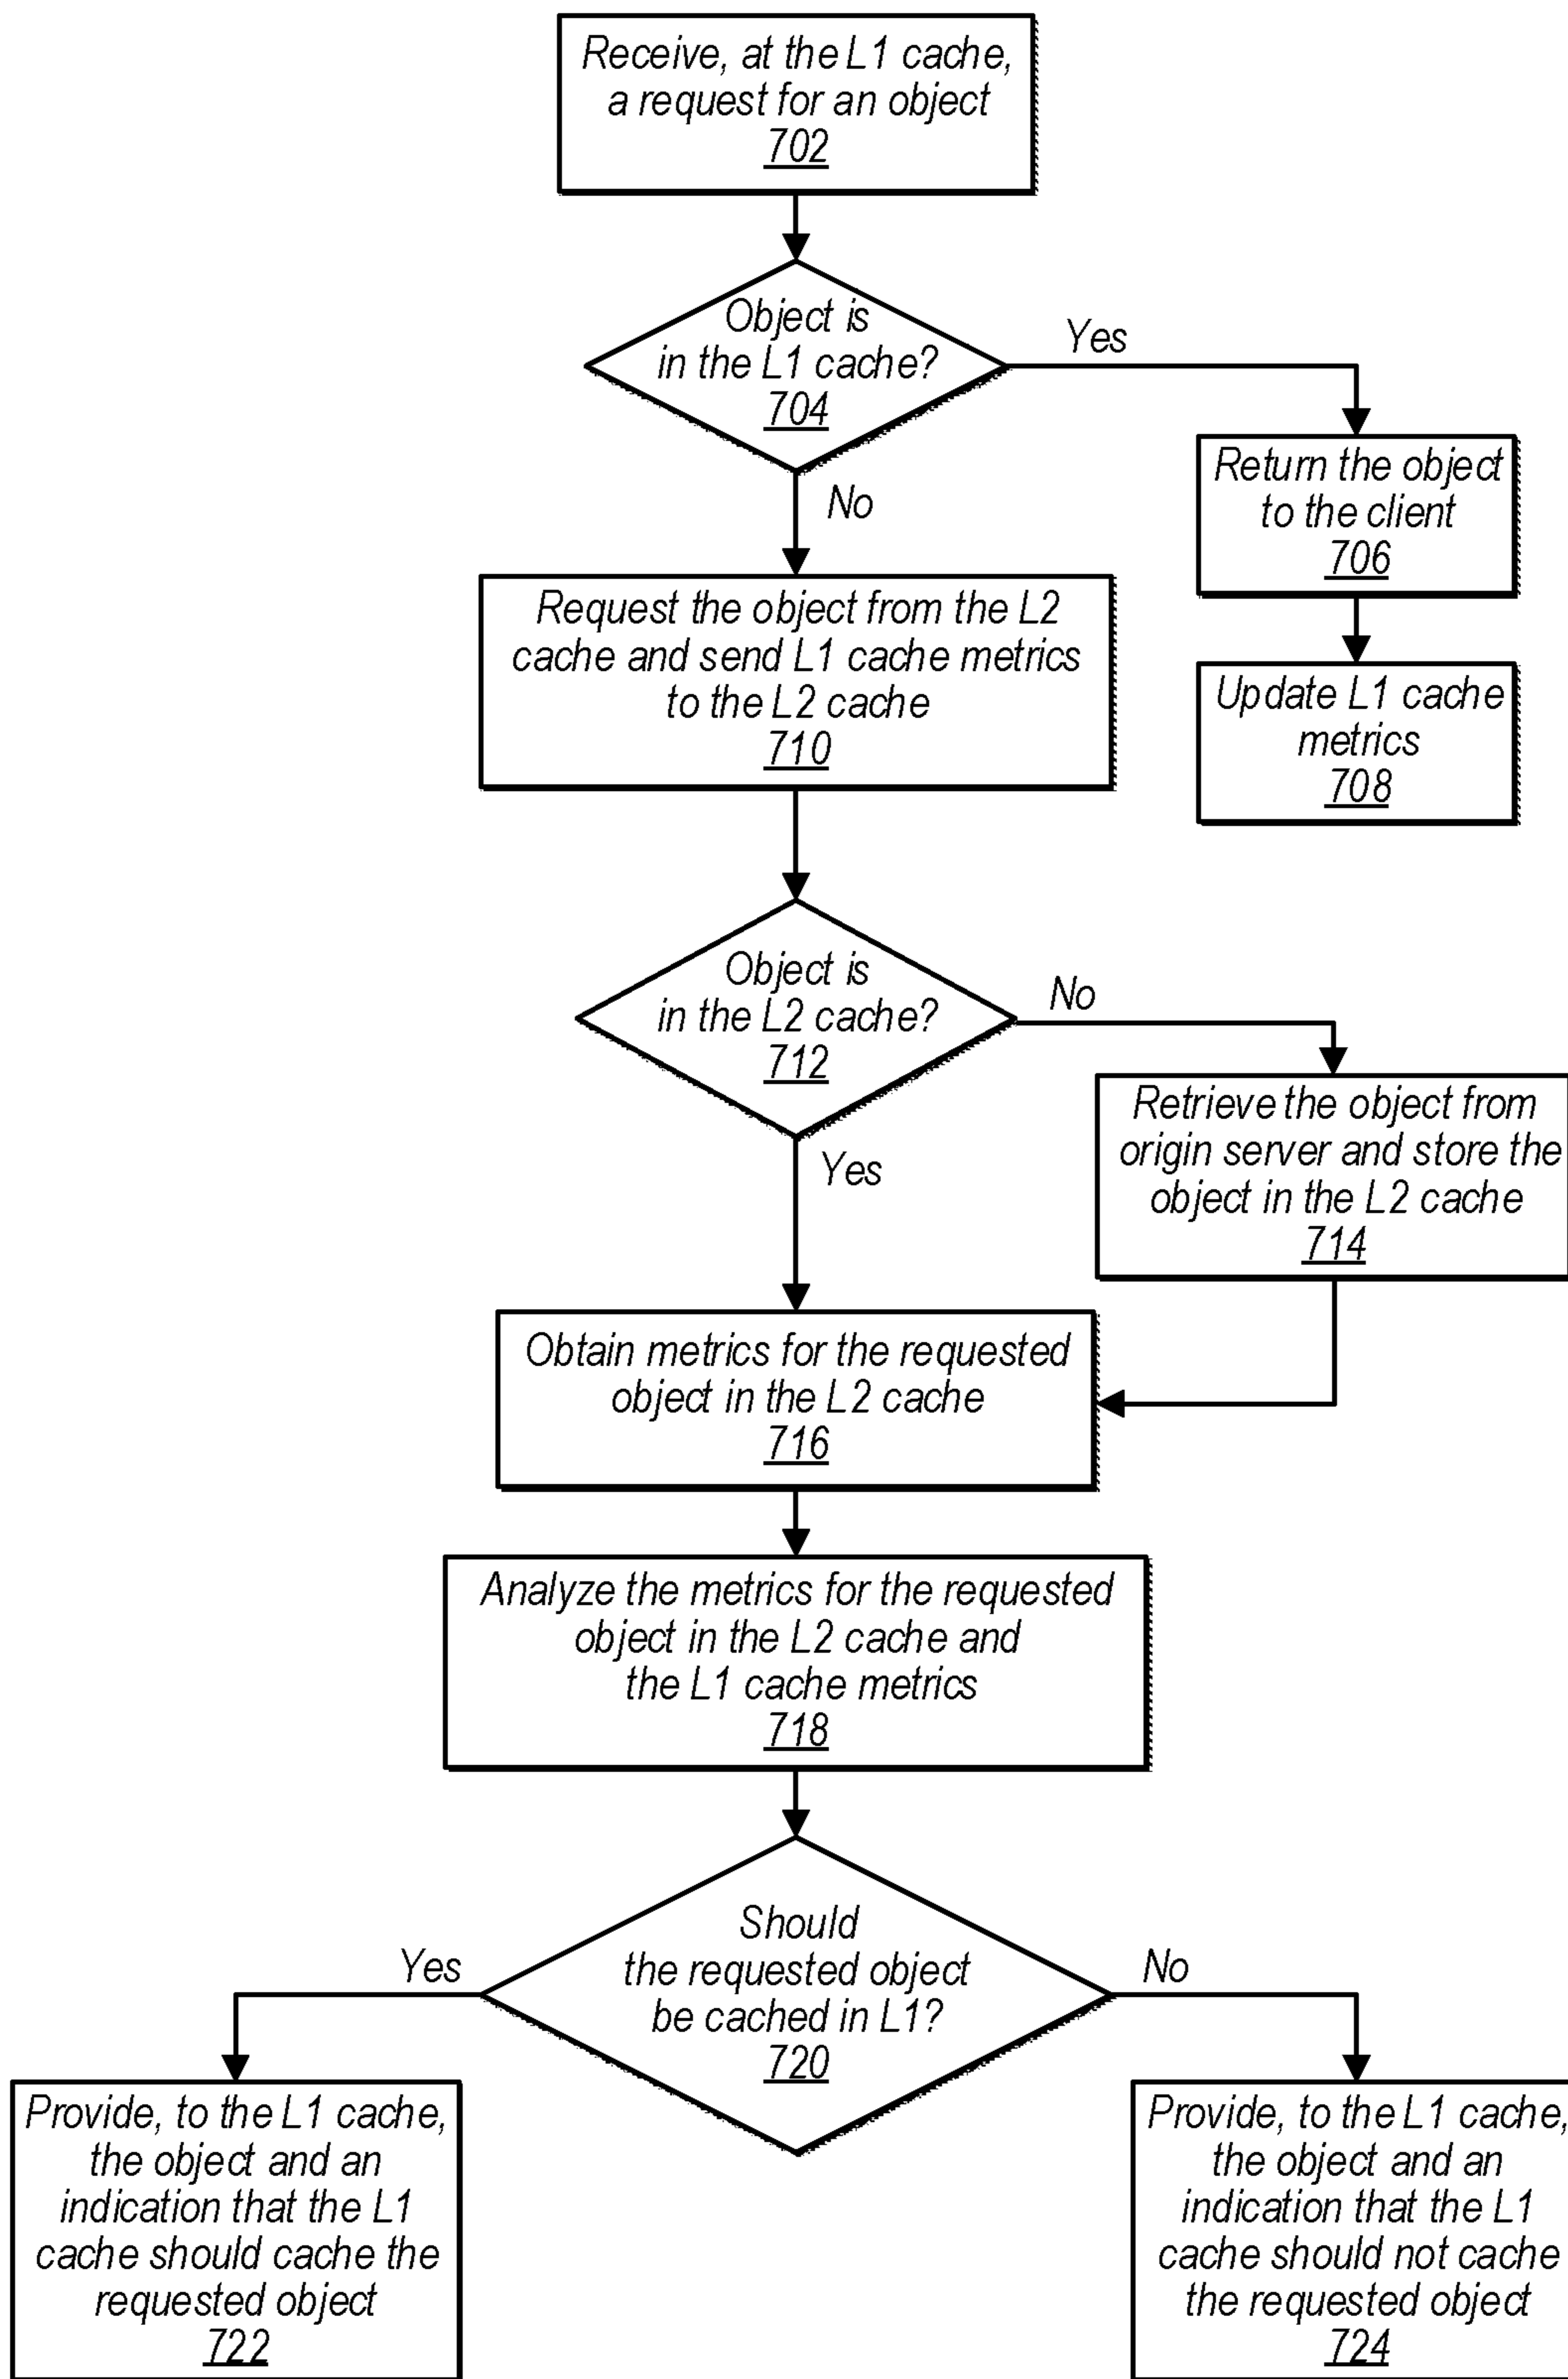 Receive, at the L1 cache,
a request for an object
702
Object is
in the L1 cache?
704
Yes
No
Return the object
to the client
706
Update L1 cache
metrics
708
Request the object from the L2
cache and send L1 cache metrics
to the L2 cache
710
Object is
in the L2 cache?
712
No
Yes
Retrieve the object from
origin server and store the
object in the L2 cache
714
Obtain metrics for the requested
object in the L2 cache
716
Analyze the metrics for the requested
object in the L2 cache and
the L1 cache metrics
718
Should
the requested object
be cached in L1?
720
Yes
No
Provide, to the L1 cache,
the object and an
indication that the L1
cache should cache the
requested object
722
Provide, to the L1 cache,
the object and an
indication that the L1
cache should not cache
the requested object
724